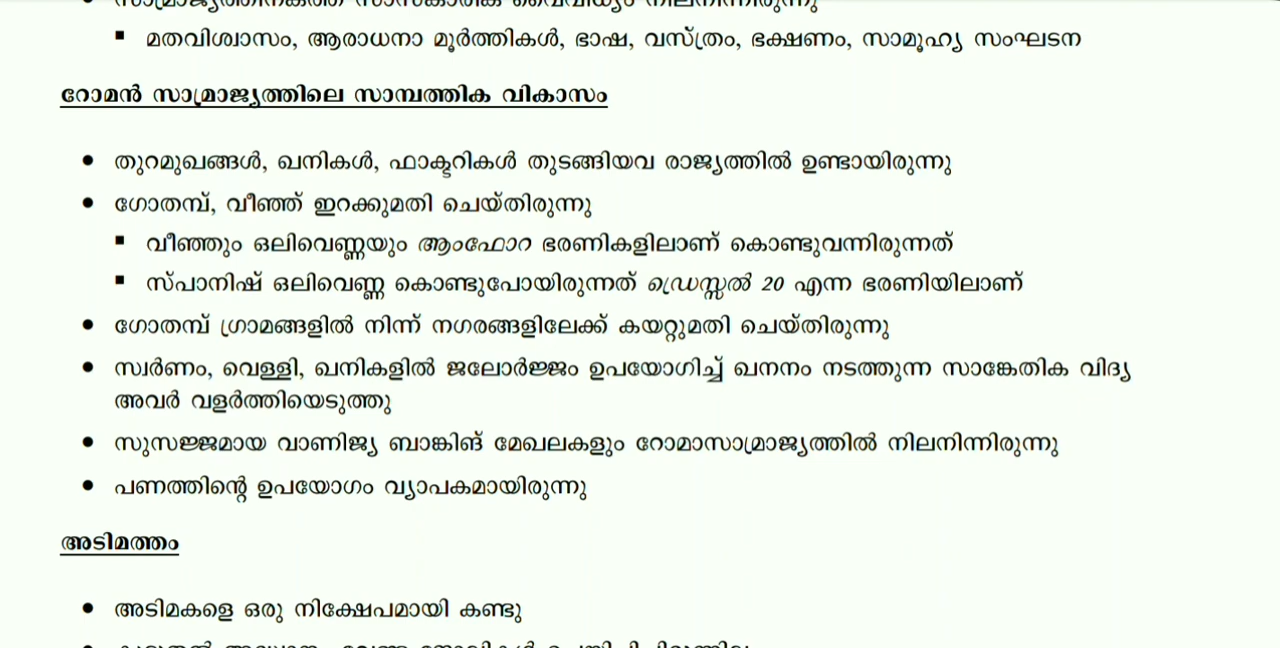 സാമ്രാജ്യത്തിനകത്ത് സാംസ്കാരിക വൈവിധ്യം നിലനിന്നിരുന്നു
▪ മതവിശ്വാസം, ആരാധനാ മൂർത്തികൾ, ഭാഷ, വസ്ത്രം, ഭക്ഷണം, സാമൂഹ്യ സംഘടന
റോമൻ സാമ്രാജ്യത്തിലെ സാമ്പത്തിക വികാസം
• തുറമുഖങ്ങൾ, ഖനികൾ, ഫാക്ടറികൾ തുടങ്ങിയവ രാജ്യത്തിൽ ഉണ്ടായിരുന്നു
• ഗോതമ്പ്, വീഞ്ഞ് ഇറക്കുമതി ചെയ്തിരുന്നു
▪ വീഞ്ഞും ഒലിവെണ്ണയും ആംഫോറ ഭരണികളിലാണ് കൊണ്ടുവന്നിരുന്നത്
▪ സ്പാനിഷ് ഒലിവെണ്ണ കൊണ്ടുപോയിരുന്നത് ഡ്രെസ്സൽ 20 എന്ന ഭരണിയിലാണ്
• ഗോതമ്പ് ഗ്രാമങ്ങളിൽ നിന്ന് നഗരങ്ങളിലേക്ക് കയറ്റുമതി ചെയ്തിരുന്നു
• സ്വർണം, വെള്ളി, ഖനികളിൽ ജലോർജ്ജം ഉപയോഗിച്ച് ഖനനം നടത്തുന്ന സാങ്കേതിക വിദ്യ
അവർ വളർത്തിയെടുത്തു
• സുസജ്ജമായ വാണിജ്യ ബാങ്കിങ് മേഖലകളും റോമാസാമ്രാജ്യത്തിൽ നിലനിന്നിരുന്നു
• പണത്തിന്റെ ഉപയോഗം വ്യാപകമായിരുന്നു
അടിമത്തം
• അടിമകളെ ഒരു നിക്ഷേപമായി കണ്ടു